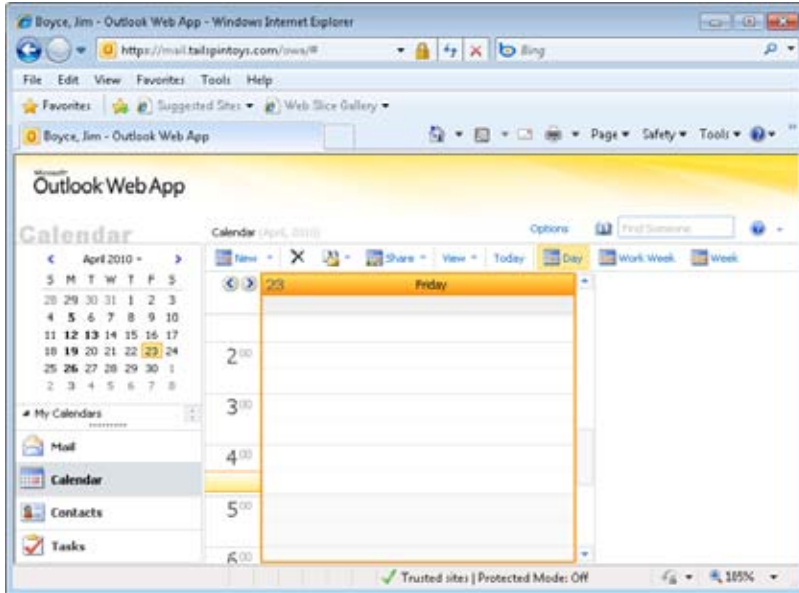 Boyce, Jim - Outlook Web App - Windows Internet Explorer
https://mail.tailspintoys.com/owa/#
Bing
File Edit View Favorites Tools Help
Favorites Suggested Sites Web Slice Gallery
Boyce, Jim - Outlook Web App
Page Safety Tools
Microsoft
Outlook Web App
Calendar
Calendar (April, 2010)
Options
Find Someone
April 2010
New Share View Today Day Work Week Week
S M T W T F S
28 29 30 31 1 2 3
4 5 6 7 8 9 10
11 12 13 14 15 16 17
18 19 20 21 22 23 24
25 26 27 28 29 30 1
2 3 4 5 6 7 8
23 Friday
2 00
3 00
4 00
5 00
6 00
My Calendars
Mail
Calendar
Contacts
Tasks
Trusted sites | Protected Mode: Off
105%